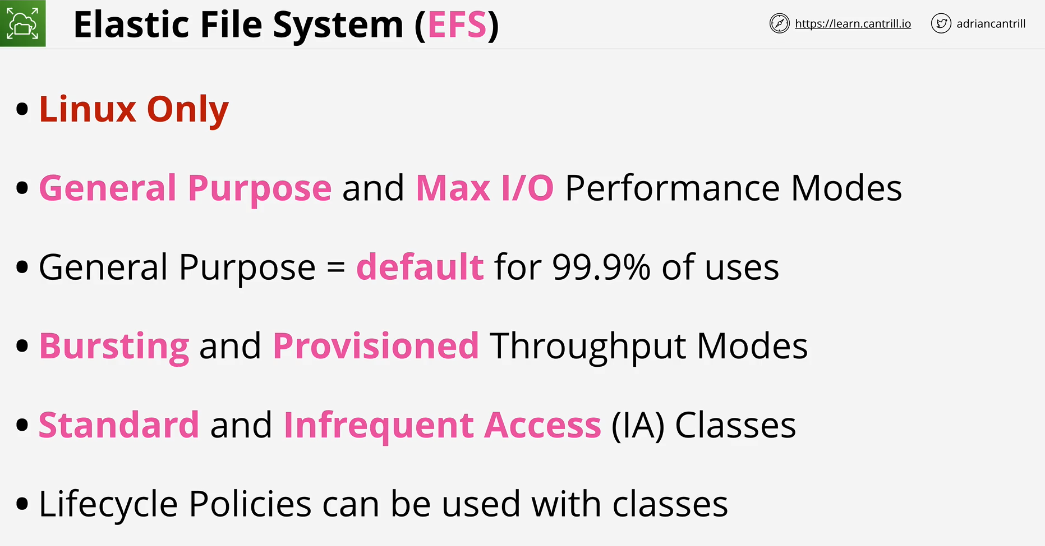 Elastic File System (EFS)
https://learn.cantrill.io
adriancantrill
• Linux Only
• General Purpose and Max I/O Performance Modes
• General Purpose = default for 99.9% of uses
• Bursting and Provisioned Throughput Modes
• Standard and Infrequent Access (IA) Classes
• Lifecycle Policies can be used with classes